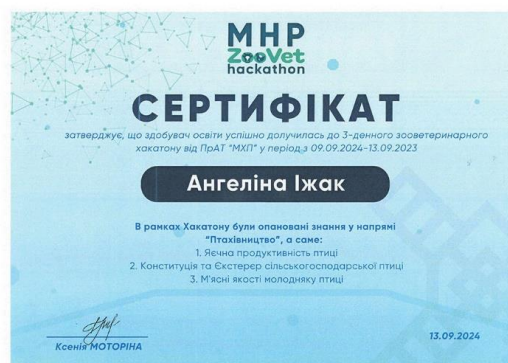 MHP
ZooVet
hackathon
СЕРТИФІКАТ
затверджує, що здобувач освіти успішно долучилась до 3-денного зооветеринарного
хакатону від ПрАТ "МХП" у період з 09.09.2024-13.09.2023
Ангеліна Іжак
В рамках Хакатону були опановані знання у напрямі
"Птахівництво", а саме:
1. Яєчна продуктивність птиці
2. Конституція та Екстерєр сільськогосподарської птиці
3. М'ясні якості молодняку птиці
Ксенія МОТОРІНА
13.09.2024